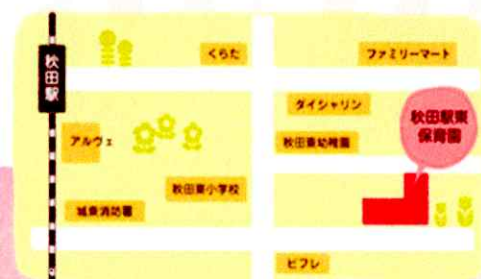 秋田駅
くらた
ファミリーマート
ダイシャリン
秋田駅東
保育園
アルヴェ
秋田東幼稚園
秋田東小学校
城東消防署
ビフレ